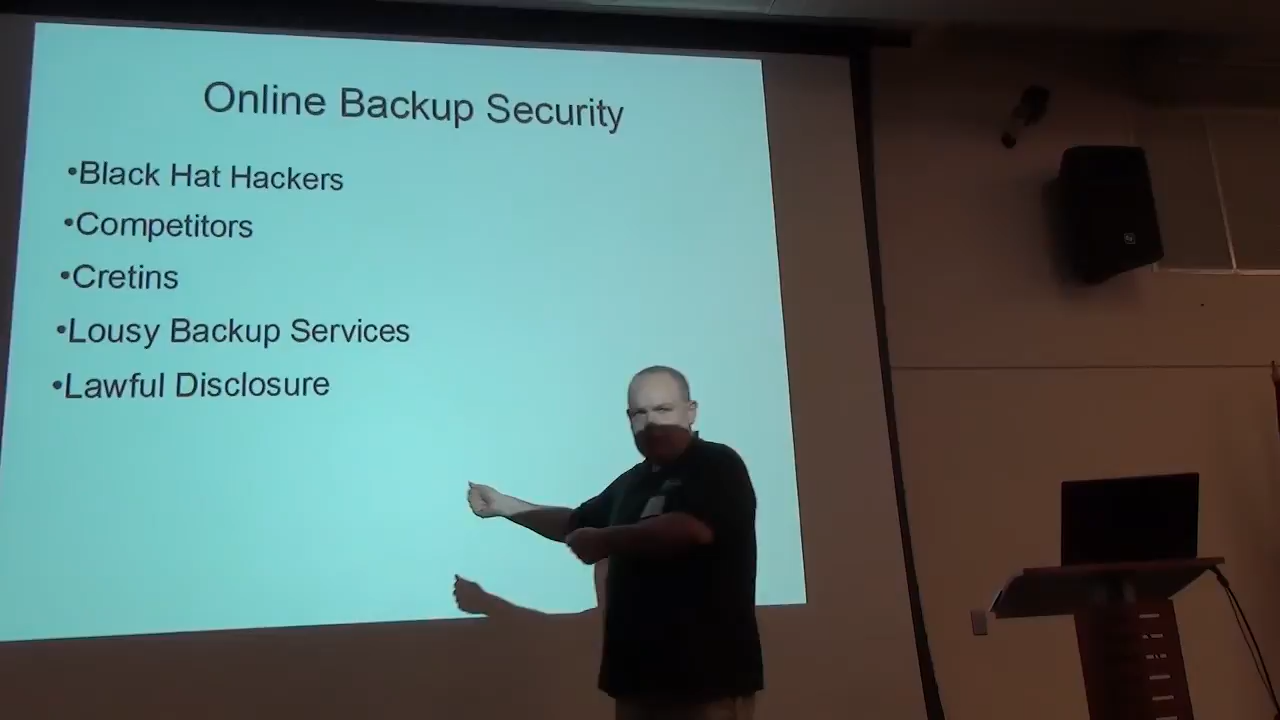 Online Backup Security
•Black Hat Hackers
•Competitors
•Cretins
•Lousy Backup Services
•Lawful Disclosure